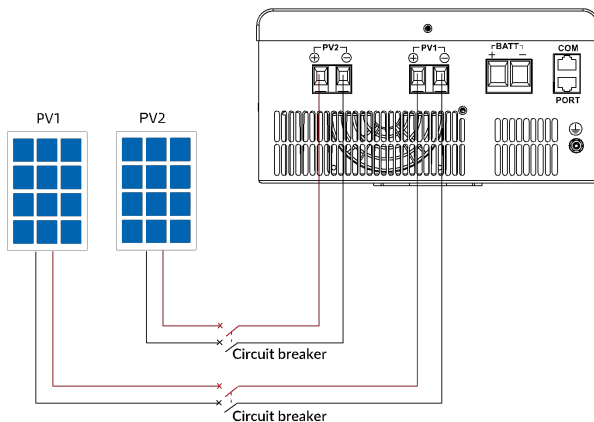 PV2
PV1
BATT
COM
+ − + − + −
PORT
PV1
PV2
Circuit breaker
Circuit breaker